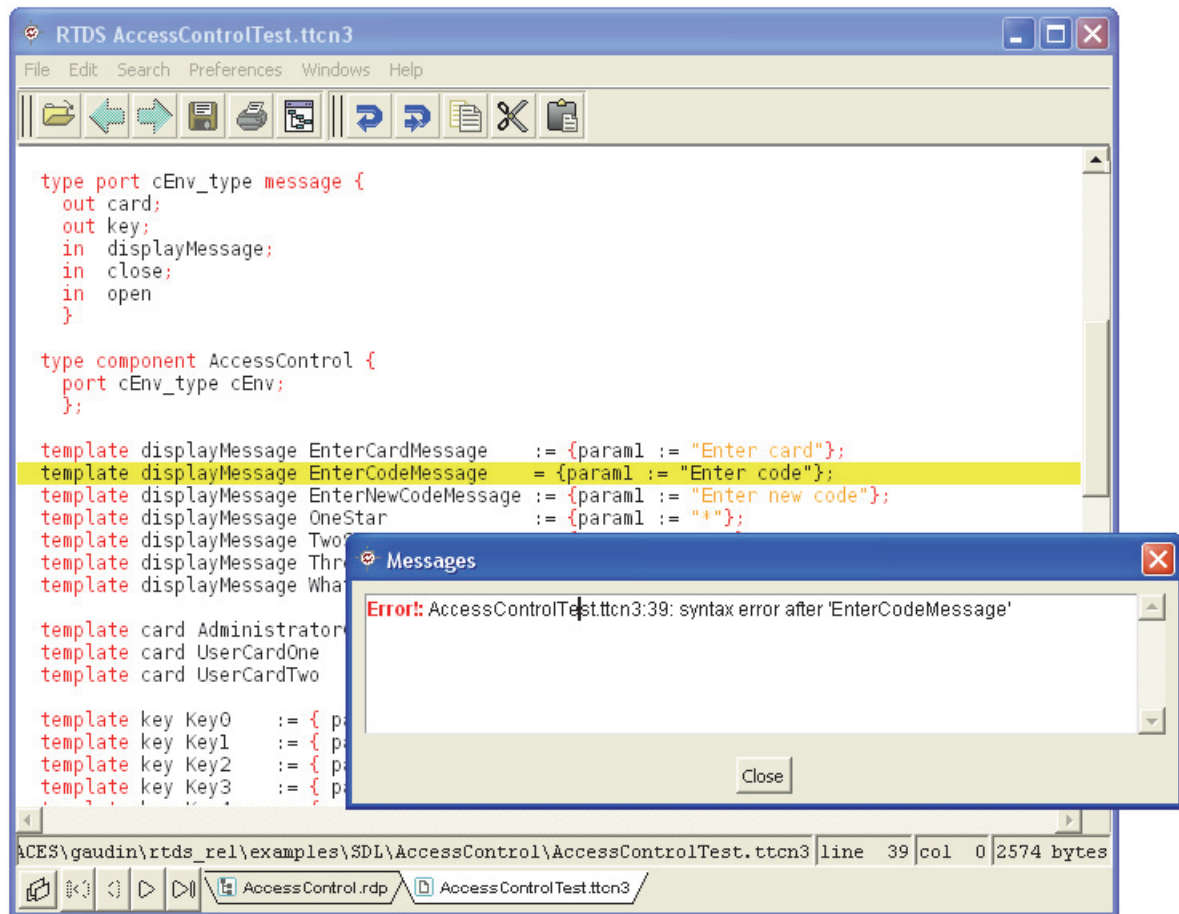 RTDS AccessControlTest.ttcn3
File Edit Search Preferences Windows Help
type port cEnv_type message {
out card;
out key;
in displayMessage;
in close;
in open
}
type component AccessControl {
port cEnv_type cEnv;
};
template displayMessage EnterCardMessage := {param1 := "Enter card"};
template displayMessage EnterCodeMessage = {param1 := "Enter code"};
template displayMessage EnterNewCodeMessage := {param1 := "Enter new code"};
template displayMessage OneStar := {param1 := "*"};
template displayMessage
template displayMessage
template displayMessage
template card
template card UserCardOne
template card UserCardTwo
template key Key0 := {
template key Key1 := {
template key Key2 := {
template key Key3 := {
Messages
Error!: AccessControlTest.ttcn3:39: syntax error after 'EnterCodeMessage'
Close
ACES\gaudin\rtds_rel\examples\SDL\AccessControl\AccessControlTest.ttcn3 line 39 col 0 2574 bytes
AccessControl.rdp AccessControlTest.ttcn3